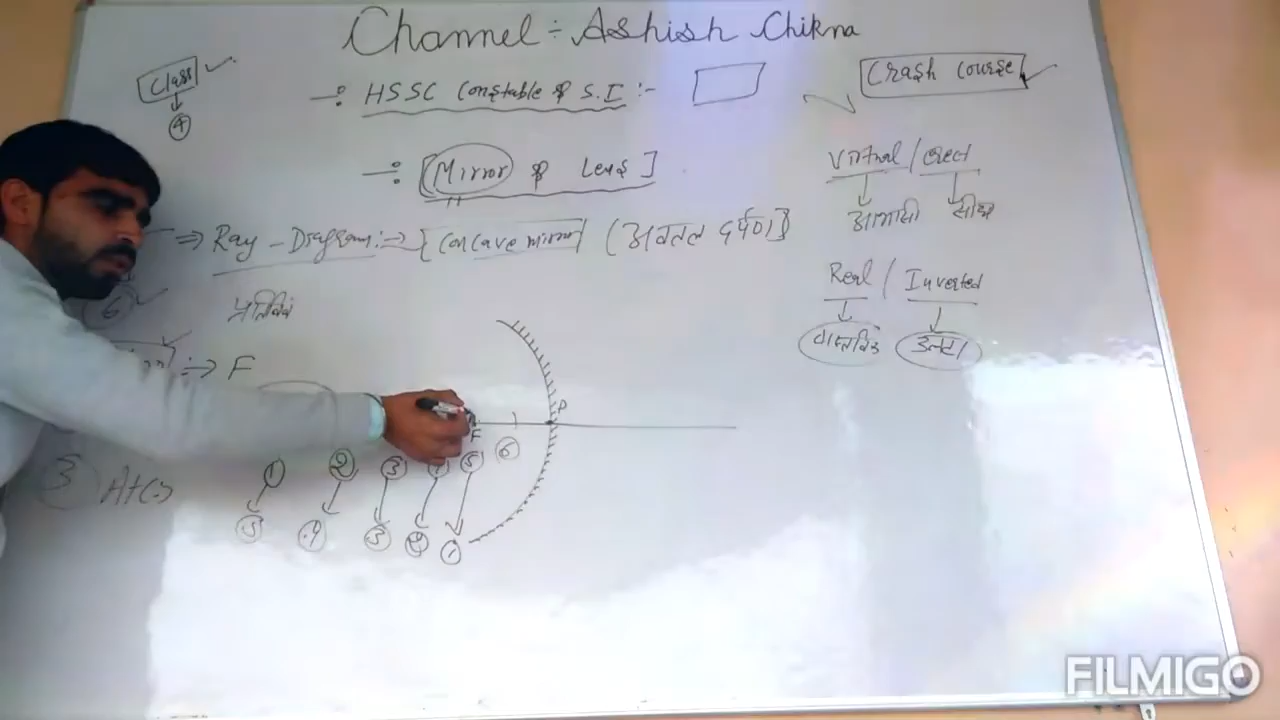 Channel :- Ashish Chikna
Class ④
-: HSSC Constable & S.I :-
Crash Course
-: [Mirror & Lens]
⇒ Ray - Diagram :-> [Concave mirror] (अवतल दर्पण)]
Virtual / erect
आभासी सीधा
Real / Inverted
वास्तविक उल्टा
6 प्रतिबिंब
:-> F
P
F
① ② ③ ④ ⑤ ⑥
⑤ ④ ③ ② ①
3 At C
FILMIGO